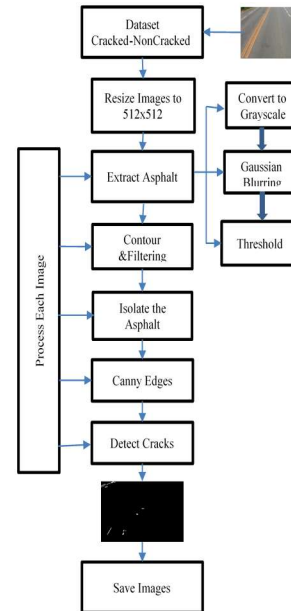 Dataset
Cracked-NonCracked
Resize Images to
512x512
Convert to
Grayscale
Extract Asphalt
Gaussian
Blurring
Contour
&Filtering
Threshold
Isolate the
Asphalt
Process Each Image
Canny Edges
Detect Cracks
Save Images